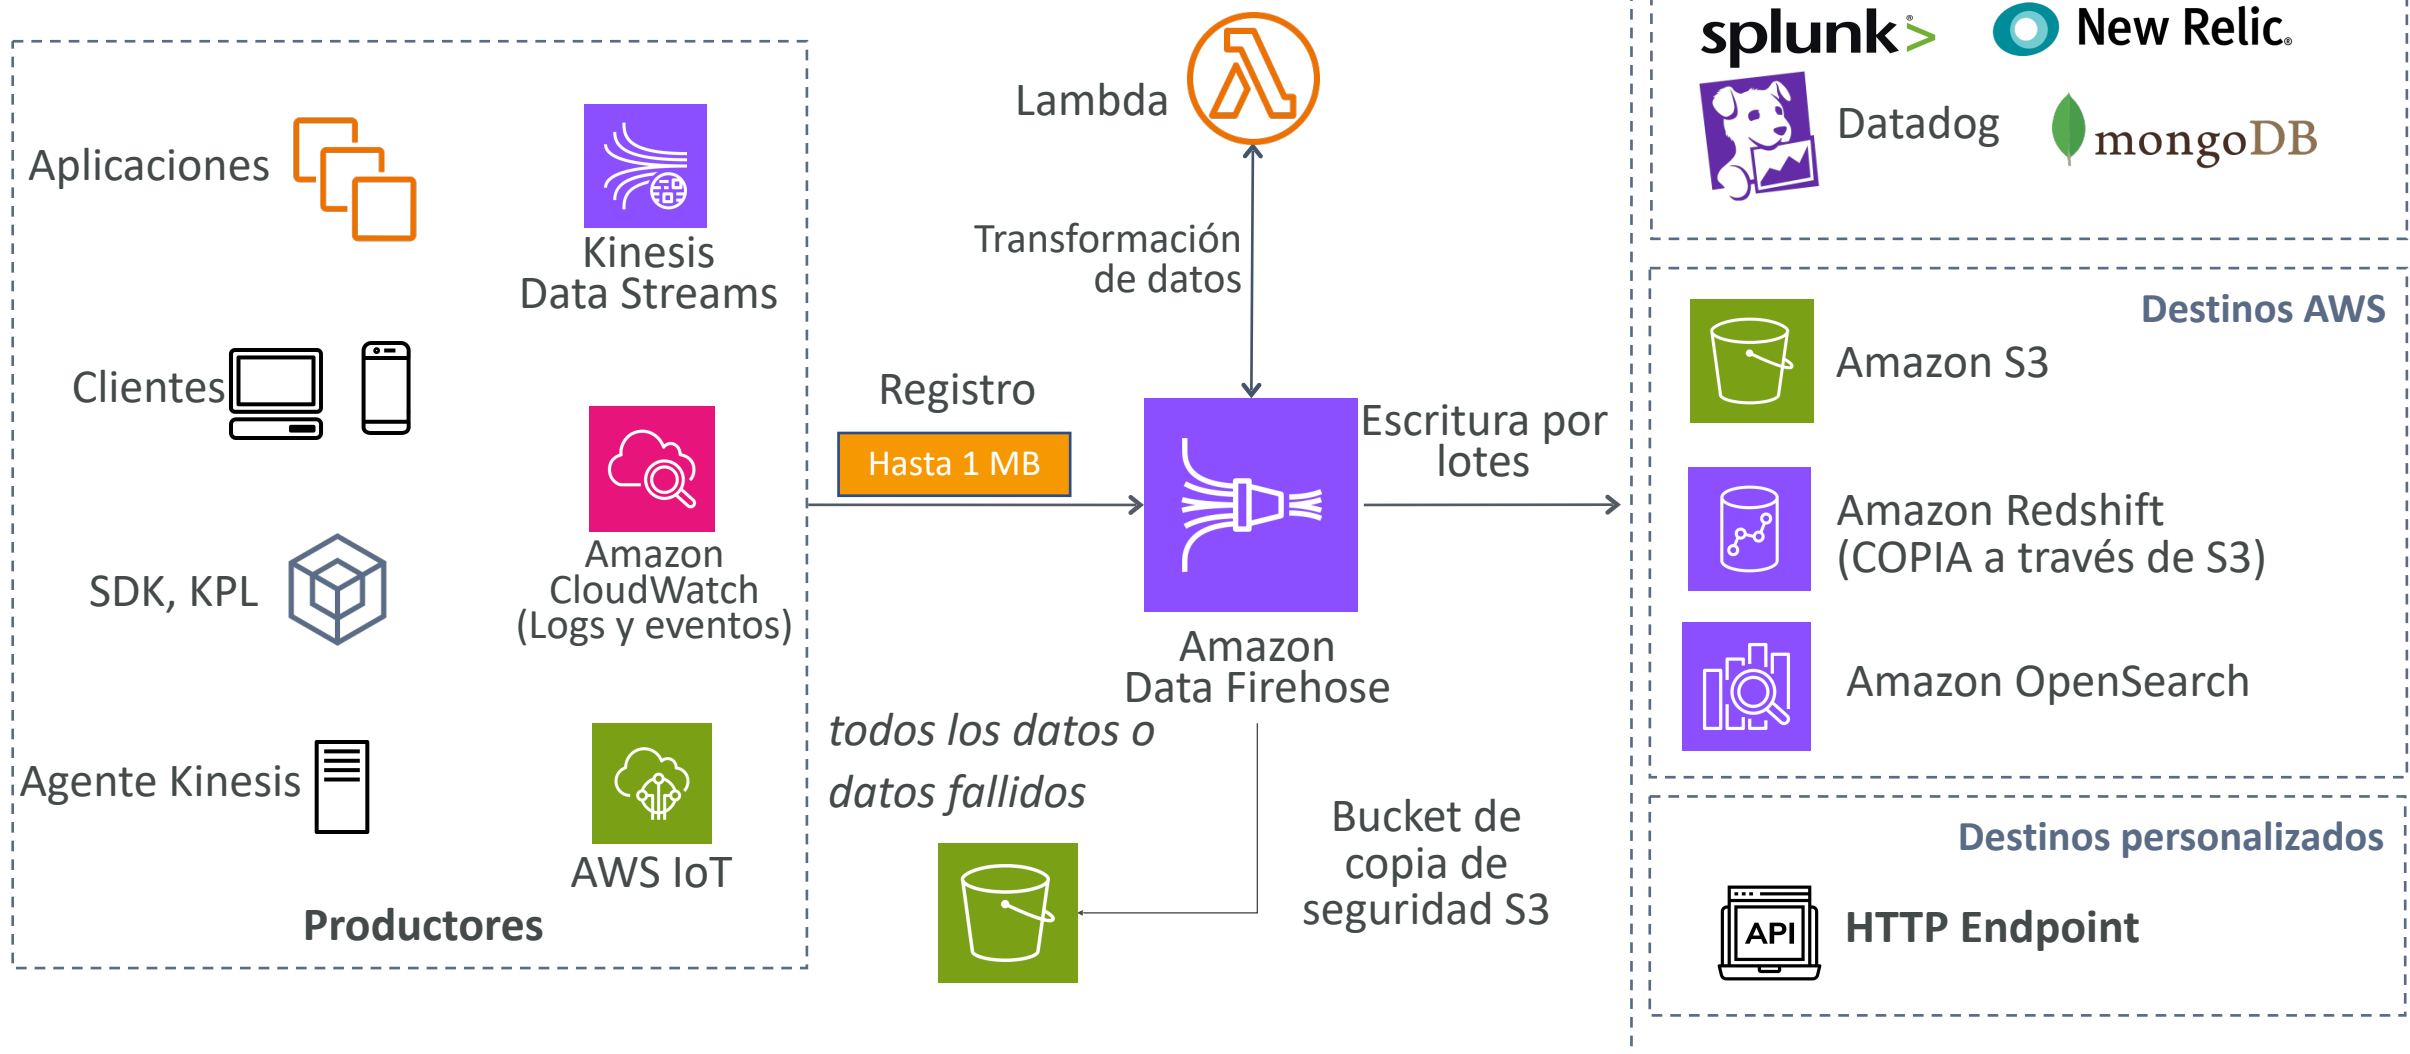 Aplicaciones
Kinesis
Data Streams
Clientes
Amazon
CloudWatch
(Logs y eventos)
SDK, KPL
Agente Kinesis
AWS IoT
Productores
Lambda
Transformación
de datos
Registro
Hasta 1 MB
Amazon
Data Firehose
Escritura por
lotes
todos los datos o
datos fallidos
Bucket de
copia de
seguridad S3
splunk>
New Relic
Datadog
mongoDB
Destinos AWS
Amazon S3
Amazon Redshift
(COPIA a través de S3)
Amazon OpenSearch
Destinos personalizados
API
HTTP Endpoint